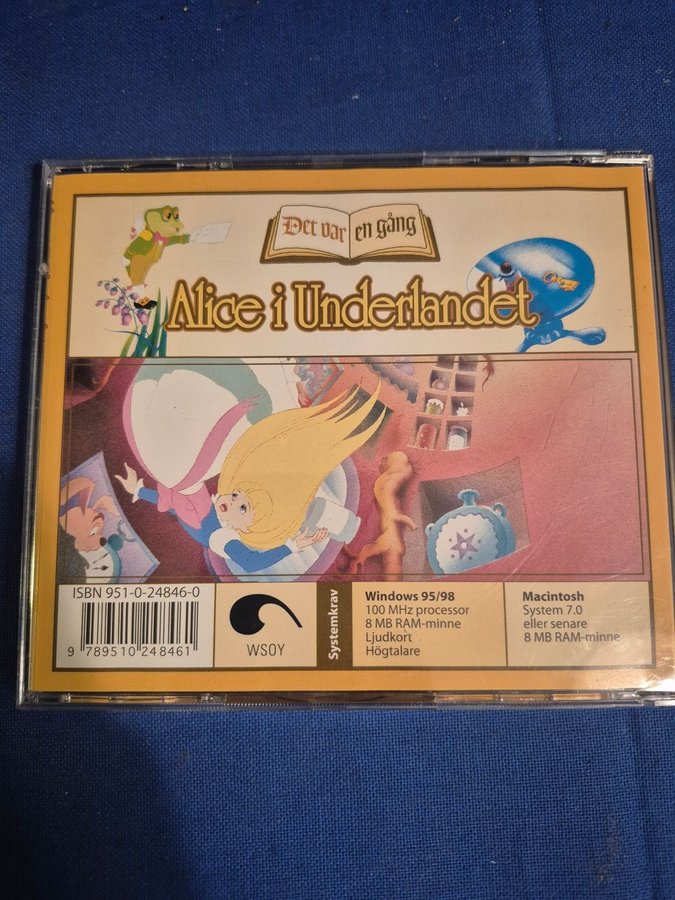 Det var en gång
Alice i Underlandet
ISBN 951-0-24846-0
9 789510 248461
WSOY
Systemkrav
Windows 95/98
100 MHz processor
8 MB RAM-minne
Ljudkort
Högtalare
Macintosh
System 7.0
eller senare
8 MB RAM-minne